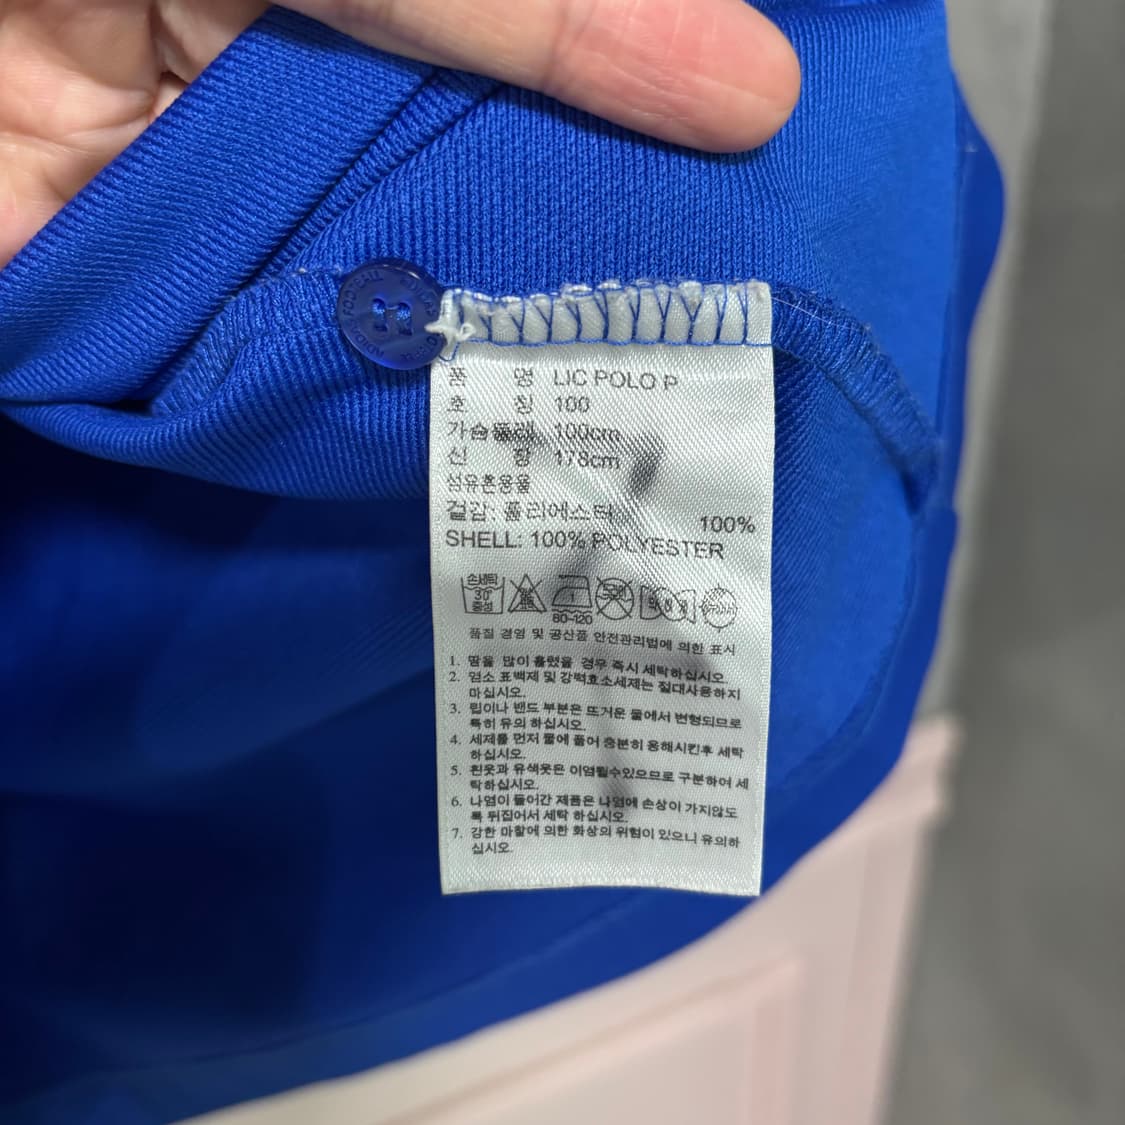 품 명 LIC POLO P
호 칭 100
가슴둘레 100cm
신 장 178cm
섬유혼용율
겉감: 폴리에스터 100%
SHELL: 100% POLYESTER
손세탁
30°
중성
80~120
품질 경영 및 공산품 안전관리법에 의한 표시
1. 땀을 많이 흘렸을 경우 즉시 세탁하십시오.
2. 염소 표백제 및 강력효소세제는 절대사용하지
마십시오.
3. 립이나 밴드 부분은 뜨거운 물에서 변형되므로
특히 유의 하십시오.
4. 세제를 먼저 물에 풀어 충분히 용해시킨후 세탁
하십시오.
5. 흰옷과 유색옷은 이염될수있으므로 구분하여 세
탁하십시오.
6. 나염이 들어간 제품은 나염에 손상이 가지않도
록 뒤집어서 세탁 하십시오.
7. 강한 마찰에 의한 화상의 위험이 있으니 유의하
십시오.
FOOTBALL